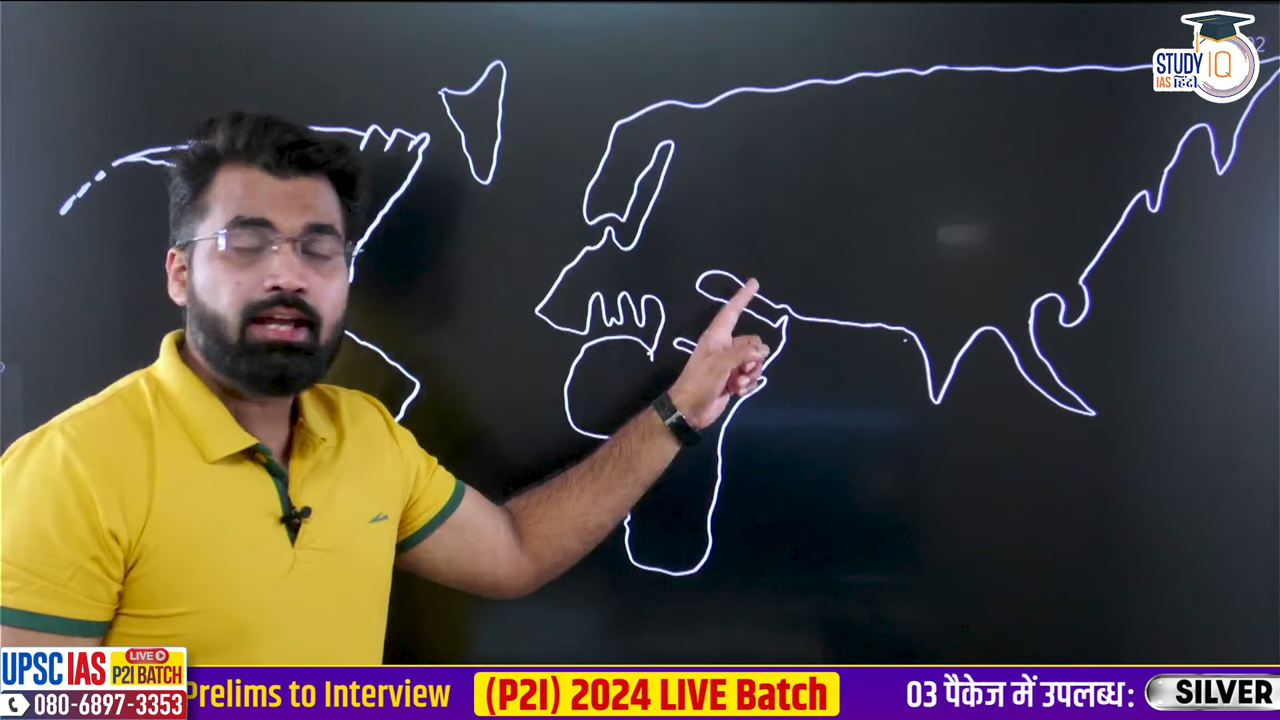 02
STUDY IQ
IAS हिंदी
UPSC IAS
LIVE
P2I BATCH
080-6897-3353
Prelims to Interview
(P2I) 2024 LIVE Batch
03 पैकेज में उपलब्ध:
SILVER